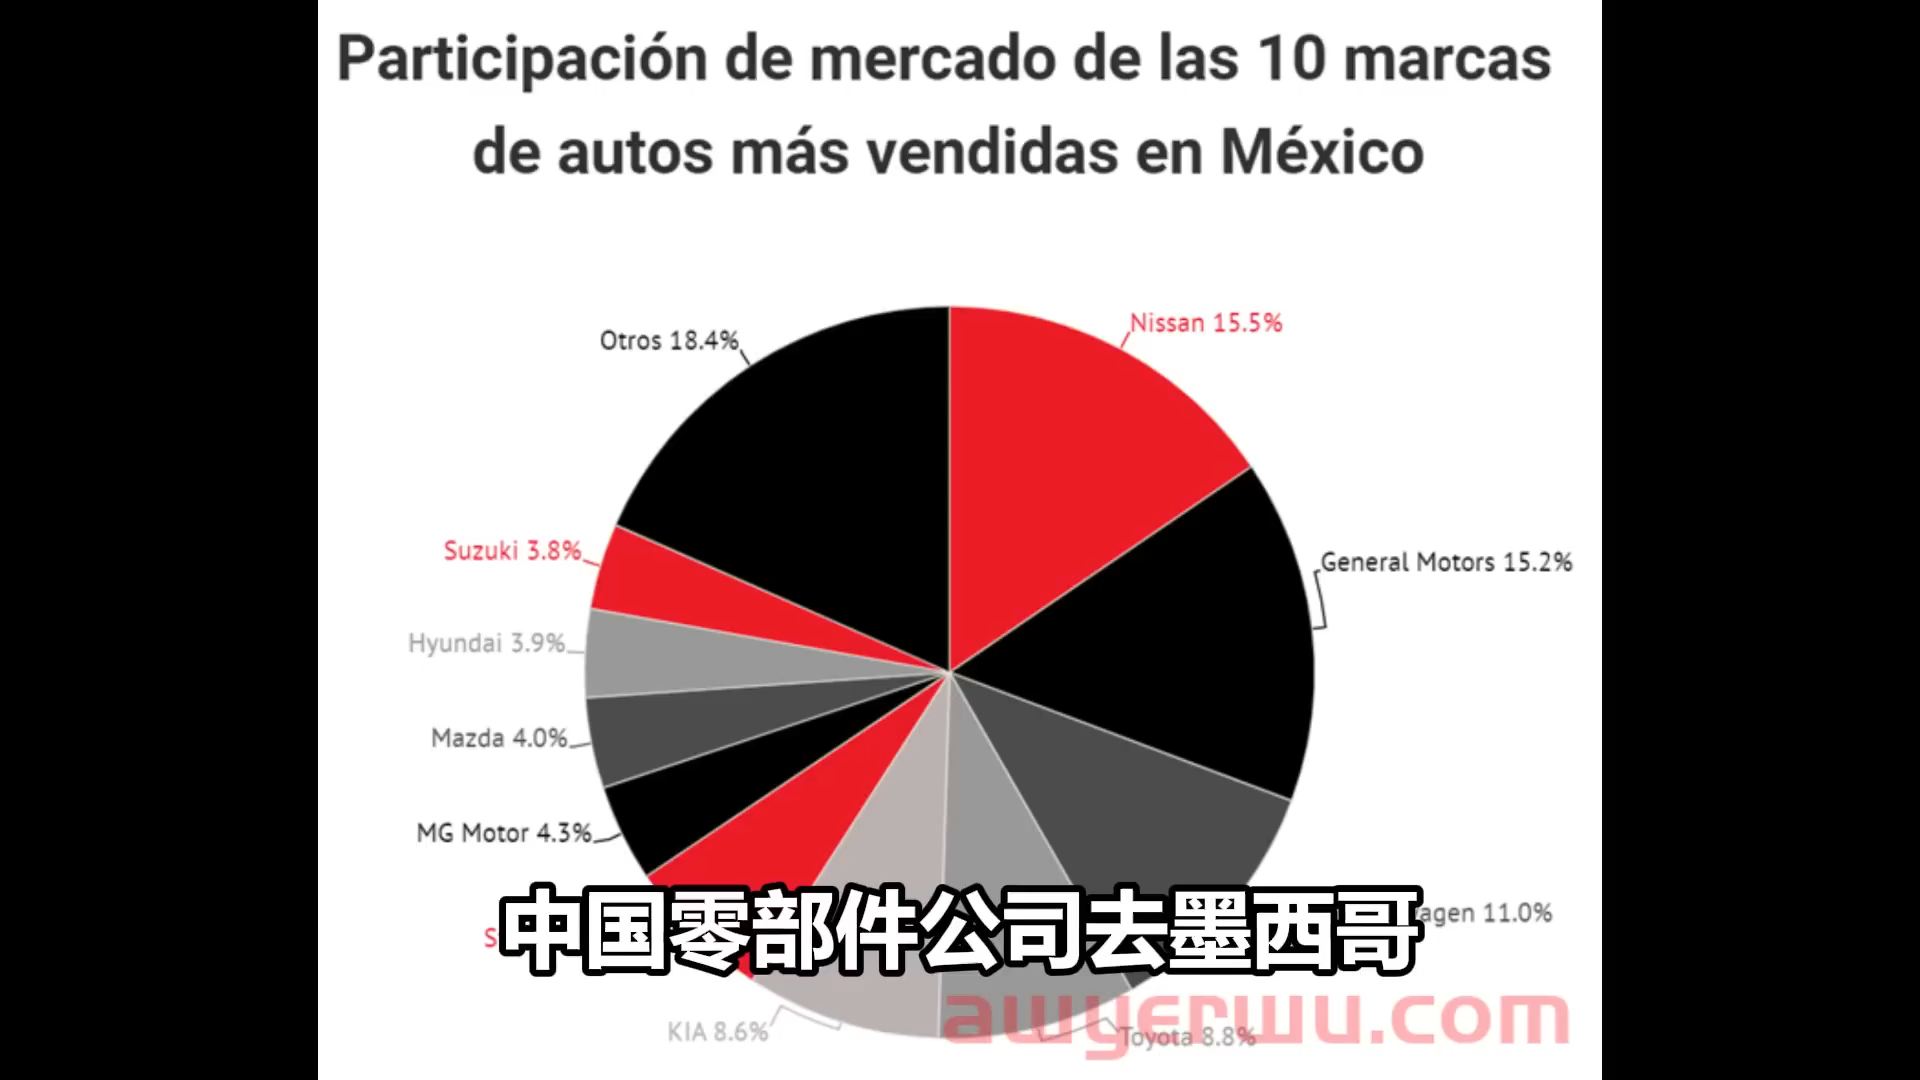 Participación de mercado de las 10 marcas
de autos más vendidas en México
Otros 18.4%
Nissan 15.5%
General Motors 15.2%
Suzuki 3.8%
Hyundai 3.9%
Mazda 4.0%
MG Motor 4.3%
11.0%
中国零部件公司去墨西哥
KIA 8.6%
Toyota 8.8%
awyerwu.com